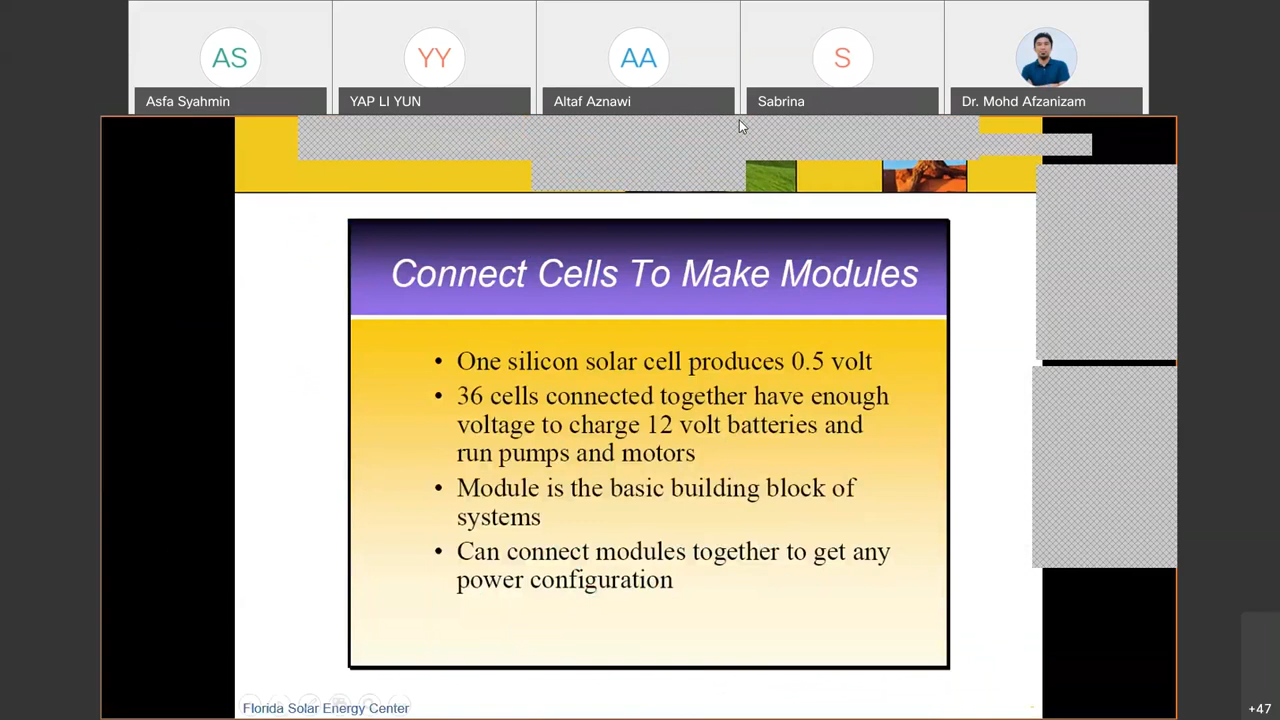 AS
YY
AA
S
Asfa Syahmin
YAP LI YUN
Altaf Aznawi
Sabrina
Dr. Mohd Afzanizam
Connect Cells To Make Modules
• One silicon solar cell produces 0.5 volt
• 36 cells connected together have enough
voltage to charge 12 volt batteries and
run pumps and motors
• Module is the basic building block of
systems
• Can connect modules together to get any
power configuration
Florida Solar Energy Center
+47